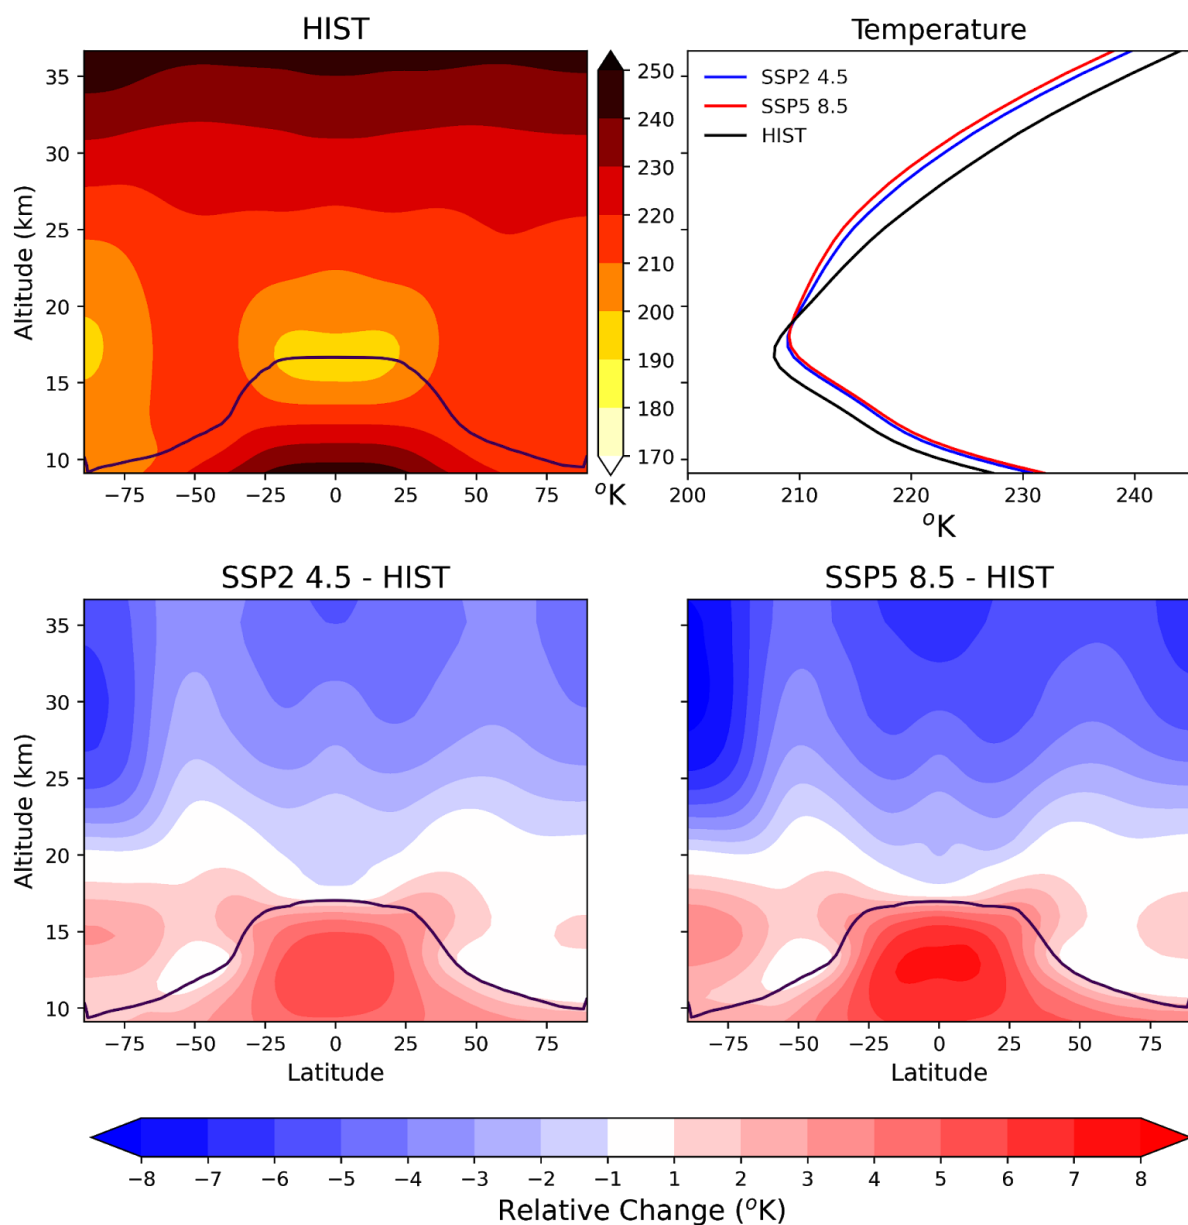 HIST
Temperature
SSP2 4.5
SSP5 8.5
HIST
Altitude (km)
35
30
25
20
15
10
−75 −50 −25 0 25 50 75
250
240
230
220
210
200
190
180
170
°K
200 210 220 230 240
°K
SSP2 4.5 - HIST
SSP5 8.5 - HIST
Altitude (km)
35
30
25
20
15
10
−75 −50 −25 0 25 50 75
Latitude
−75 −50 −25 0 25 50 75
Latitude
−8 −7 −6 −5 −4 −3 −2 −1 1 2 3 4 5 6 7 8
Relative Change (°K)